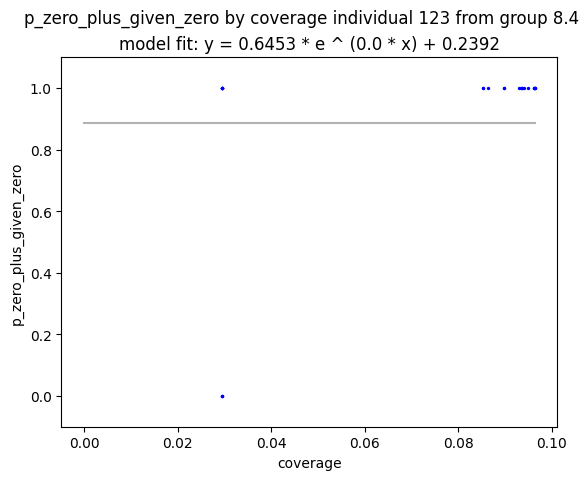 p_zero_plus_given_zero by coverage individual 123 from group 8.4
model fit: y = 0.6453 * e ^ (0.0 * x) + 0.2392
1.0
0.8
0.6
0.4
0.2
0.0
p_zero_plus_given_zero
0.00 0.02 0.04 0.06 0.08 0.10
coverage